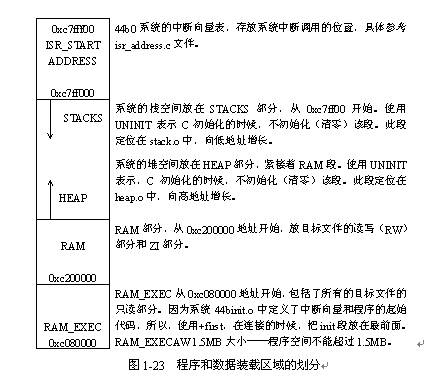 0xc7fff00
ISR_START
ADDRESS
0xc7ff000
44b0 系统的中断向量表，存放系统中断调用的位置，具体参考
isr_address.c 文件。
STACKS
系统的栈空间放在 STACKS 部分，从 0xc7ff00 开始。使用
UNINIT 表示 C 初始化的时候，不初始化（清零）该段。此段
定位在 stack.o 中，向低地址增长。
HEAP
系统的堆空间放在 HEAP 部分，紧接着 RAM 段。使用 UNINIT
表示，C 初始化的时候，不初始化（清零）该段。此段定位在
heap.o 中，向高地址增长。
RAM
0xc200000
RAM 部分，从 0xc200000 地址开始，放目标文件的读写（RW）
部分和 ZI 部分。
RAM_EXEC
0xc080000
RAM_EXEC 从 0xc080000 地址开始，包括了所有的目标文件的
只读部分。因为系统 44binit.o 中定义了中断向量和程序的起始
代码，所以，使用+first，在连接的时候，把 init 段放在最前面。
RAM_EXECAW1.5MB 大小——程序空间不能超过 1.5MB。
图 1-23 程序和数据装载区域的划分